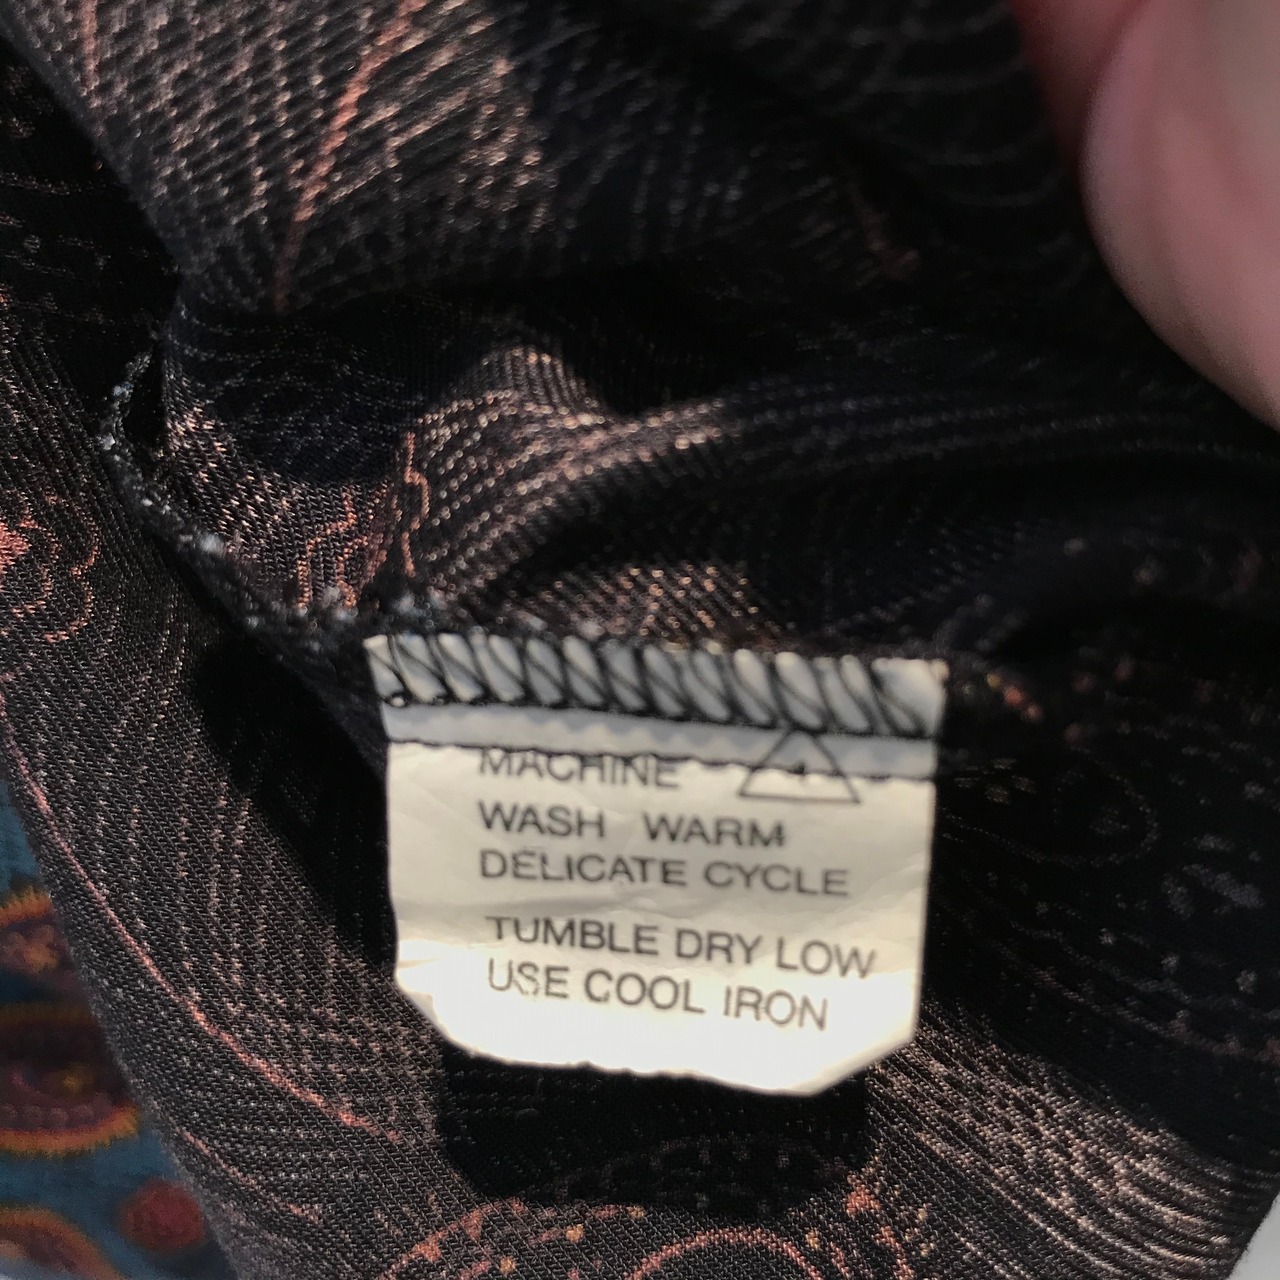 MACHINE
WASH WARM
DELICATE CYCLE
TUMBLE DRY LOW
USE COOL IRON